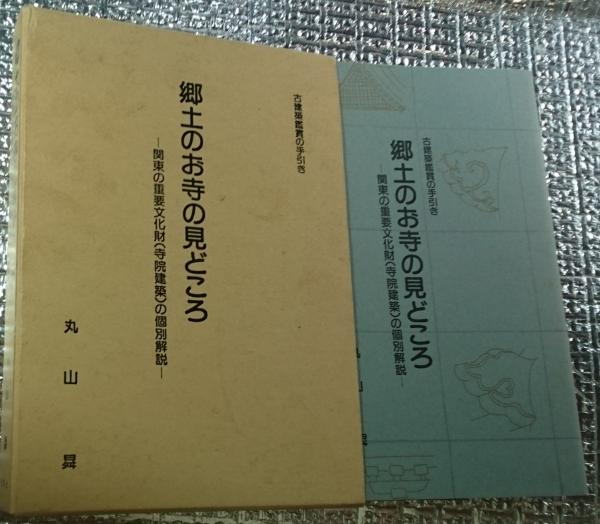 古建築鑑賞の手引き
郷土のお寺の見どころ
―関東の重要文化財(寺院建築)の個別解説―
丸山昇
古建築鑑賞の手引き
郷土のお寺の見どころ
―関東の重要文化財(寺院建築)の個別解説―
丸山昇